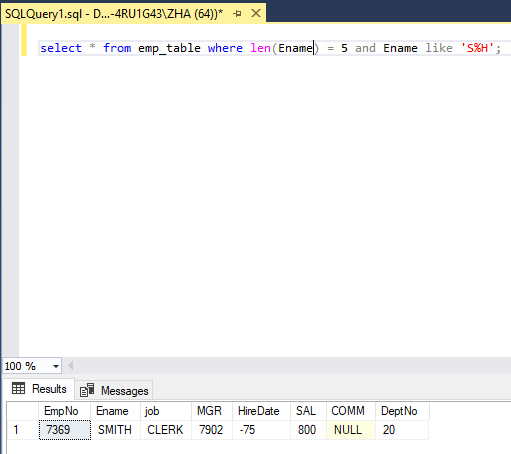 SQLQuery1.sql - D...-4RU1G43\ZHA (64))*
select * from emp_table where len(Ename) = 5 and Ename like 'S%H';
100 %
Results Messages
EmpNo Ename job MGR HireDate SAL COMM DeptNo
1 7369 SMITH CLERK 7902 -75 800 NULL 20